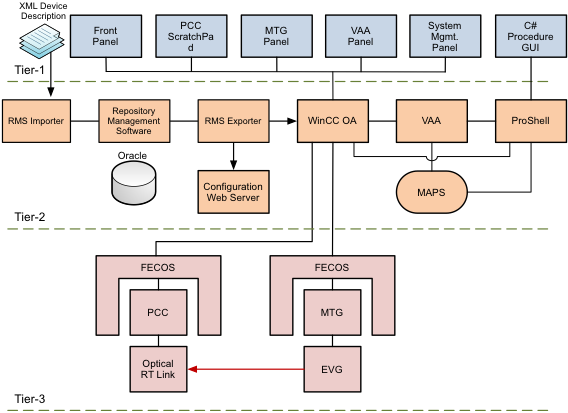 XML Device
Description
Front
Panel
PCC
ScratchPa
d
MTG
Panel
VAA
Panel
System
Mgmt.
Panel
C#
Procedure
GUI
Tier-1
RMS Importer
Repository
Management
Software
RMS Exporter
WinCC OA
VAA
ProShell
Oracle
Configuration
Web Server
MAPS
Tier-2
FECOS
FECOS
PCC
MTG
Optical
RT Link
EVG
Tier-3